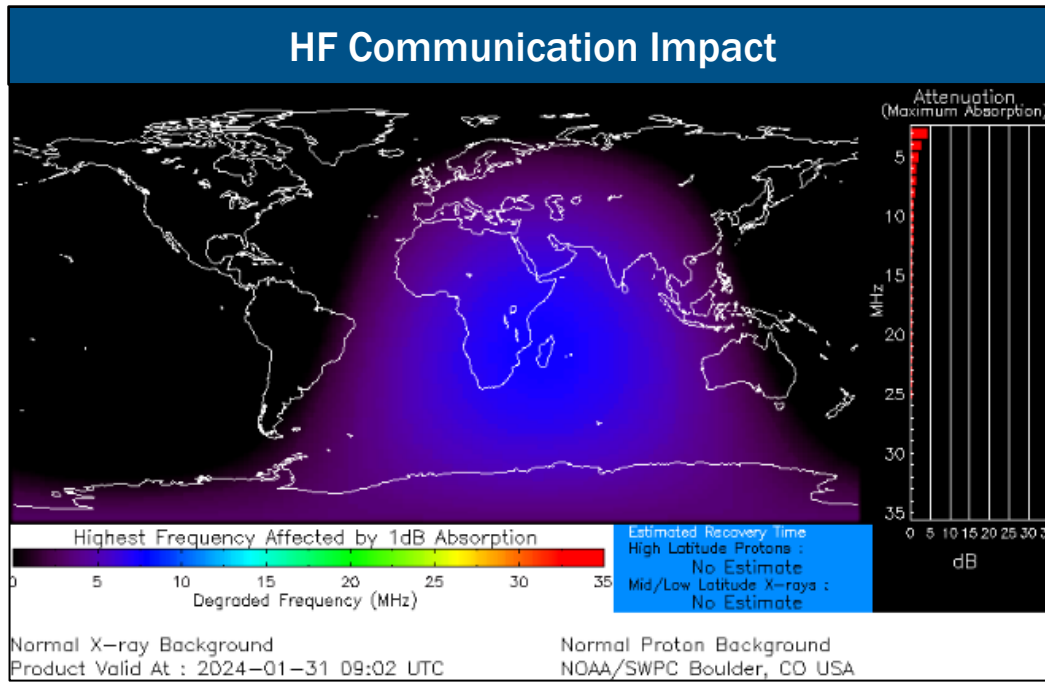 HF Communication Impact
Attenuation
(Maximum Absorption)
5
10
15
20
25
30
35
MHz
0 5 10 15 20 25 30
dB
Highest Frequency Affected by 1dB Absorption
0 5 10 15 20 25 30 35
Degraded Frequency (MHz)
Estimated Recovery Time
High Latitude Protons :
No Estimate
Mid/Low Latitude X-rays :
No Estimate
Normal X-ray Background
Normal Proton Background
Product Valid At : 2024-01-31 09:02 UTC
NOAA/SWPC Boulder, CO USA